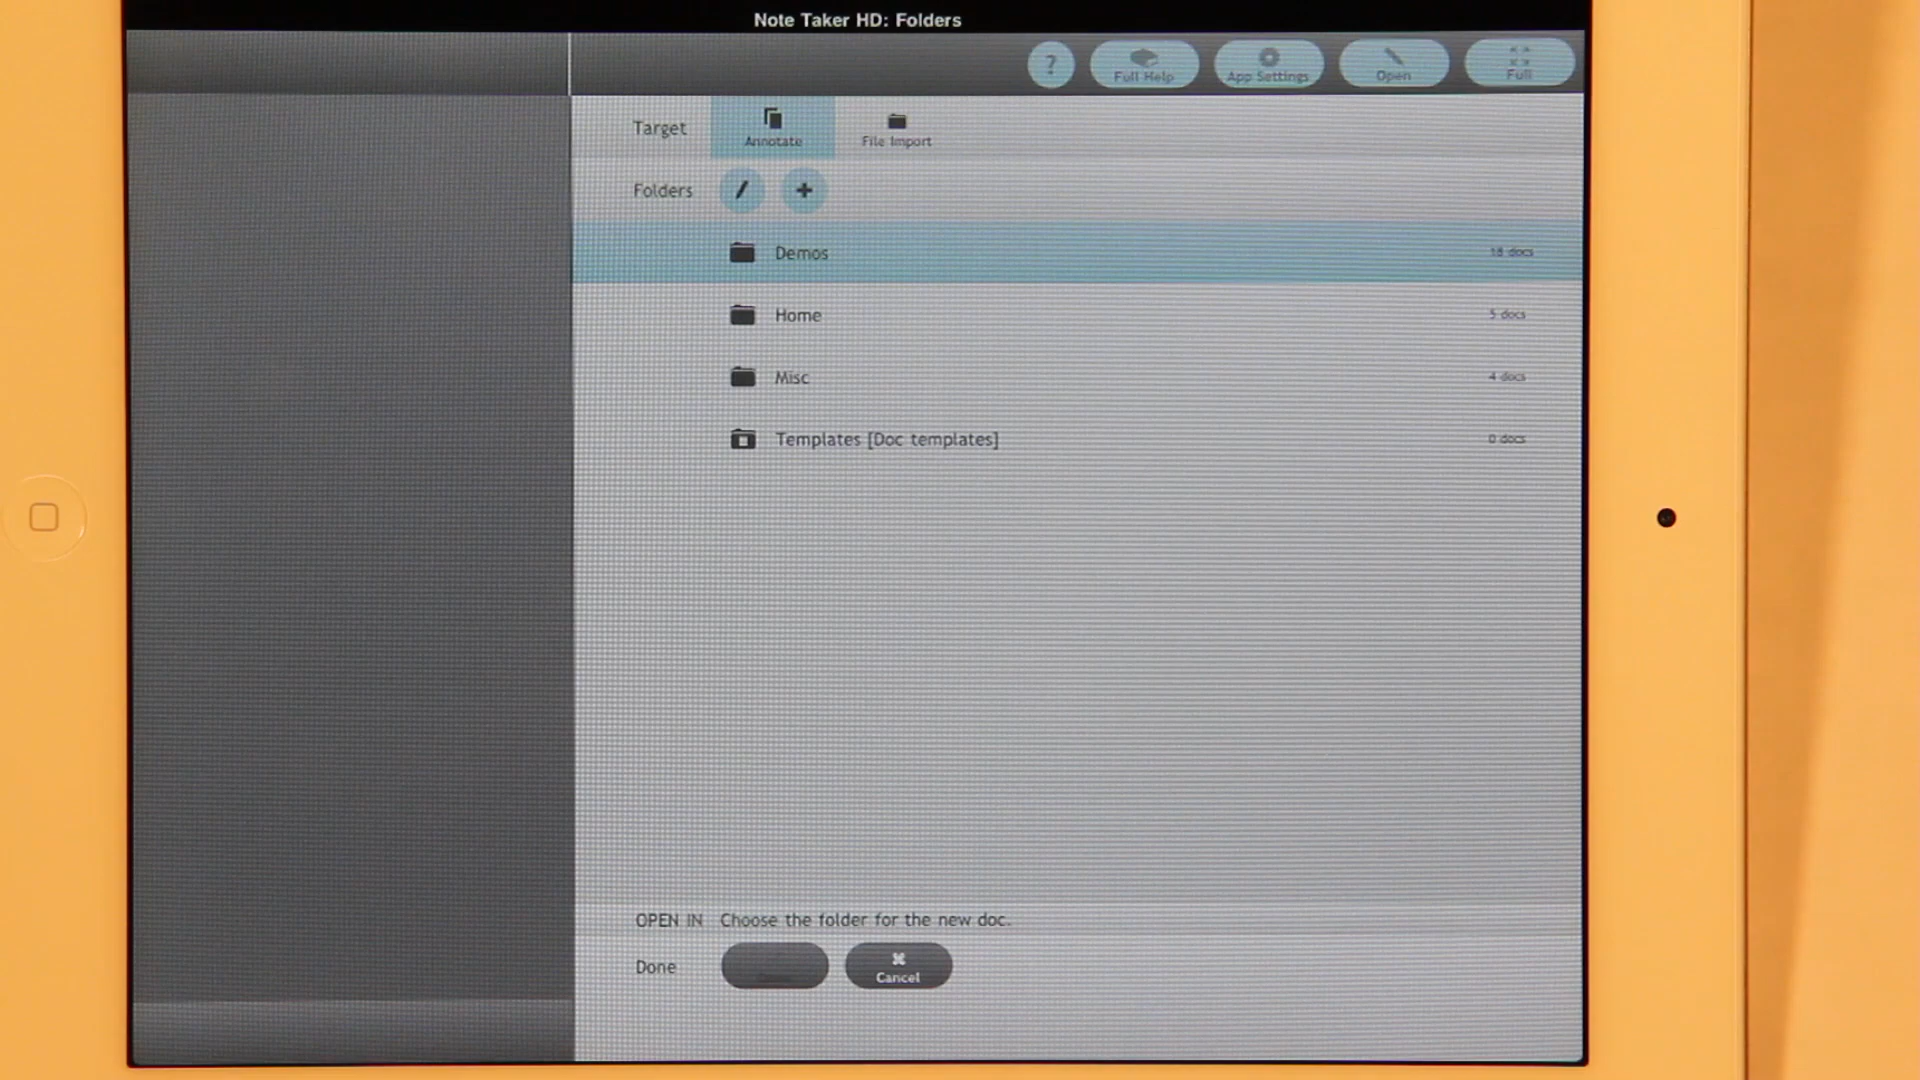 Note Taker HD: Folders
?
Full Help
App Settings
Open
Full
Target
Annotate
File Import
Folders
Demos
18 docs
Home
5 docs
Misc
4 docs
Templates [Doc templates]
0 docs
OPEN IN Choose the folder for the new doc.
Done
Cancel